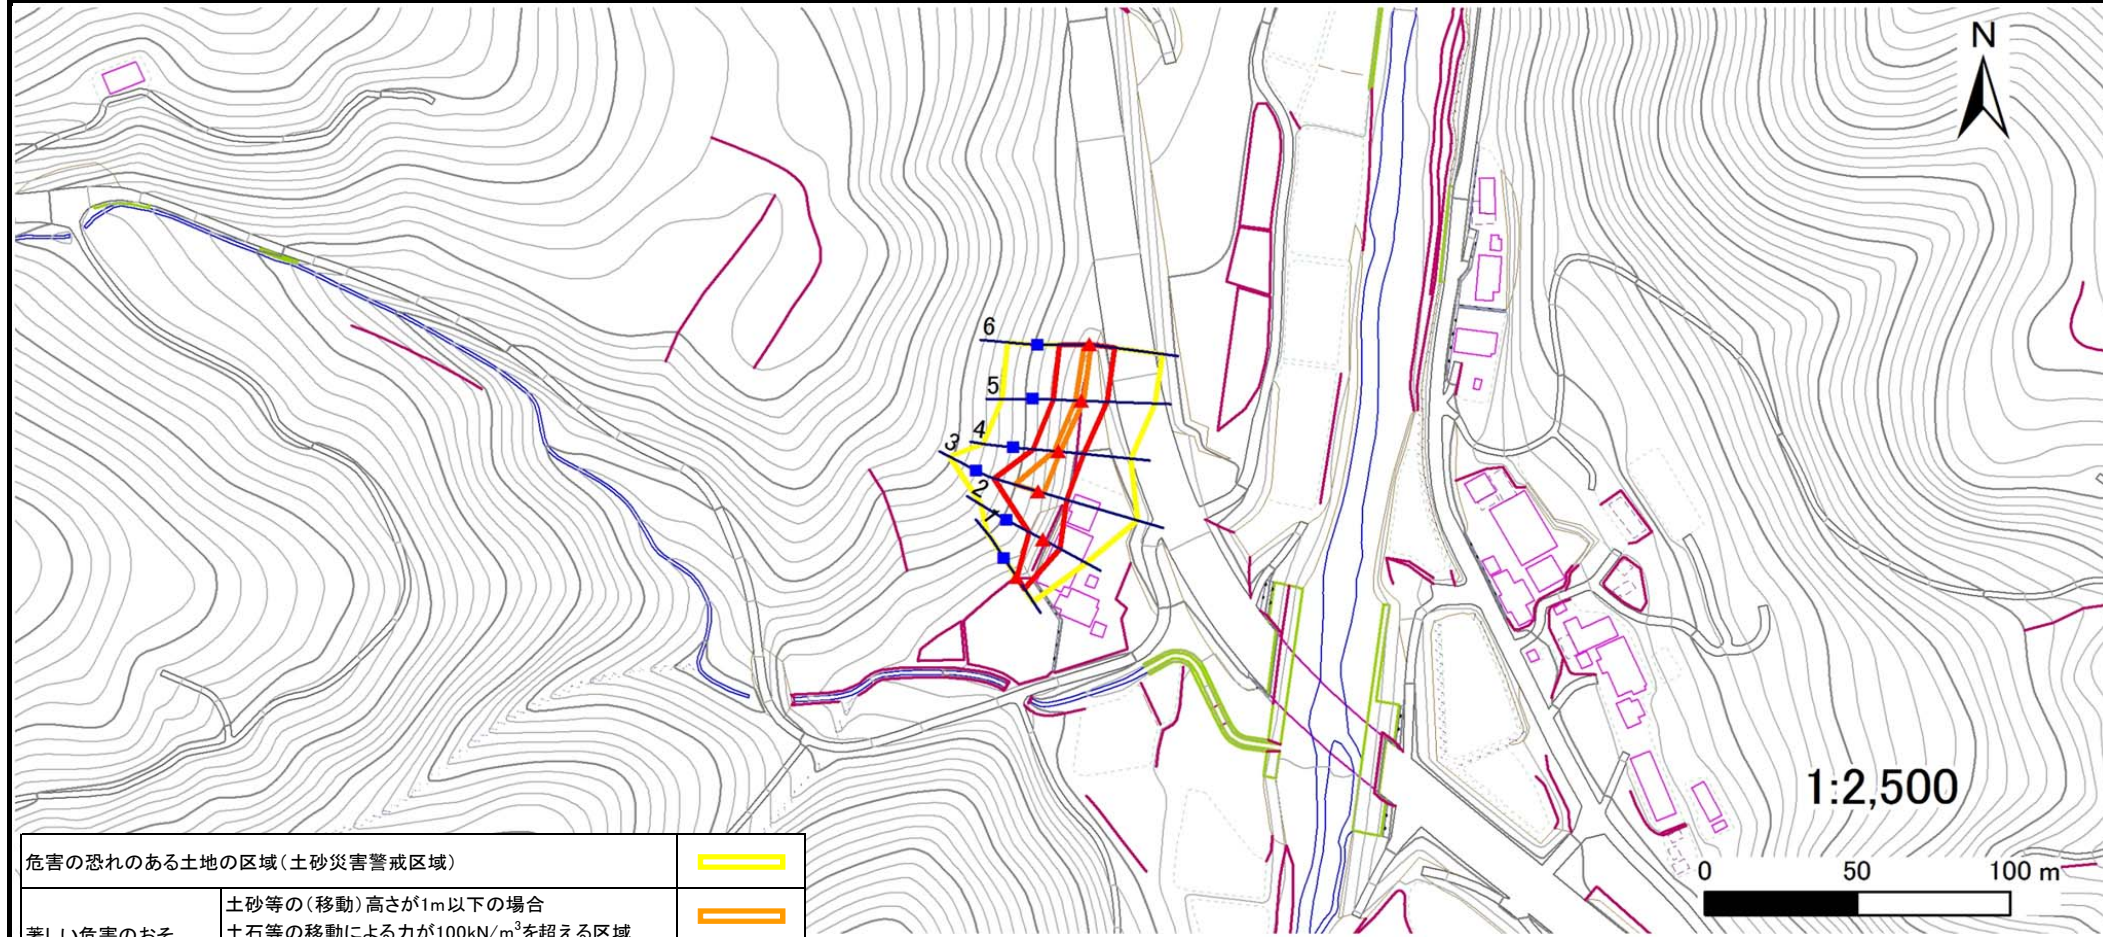 N
6
5
4
3
2
1
1:2,500
0 50 100 m
危害の恐れのある土地の区域(土砂災害警戒区域)
土砂等の(移動)高さが1m以下の場合
著しい危害のおそ
土石等の移動による力が100kN/m³を超える区域